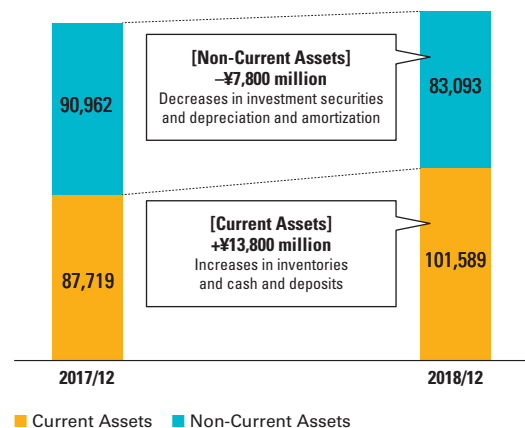 [Non-Current Assets]
–¥7,800 million
Decreases in investment securities
and depreciation and amortization
90,962
83,093
[Current Assets]
+¥13,800 million
Increases in inventories
and cash and deposits
87,719
101,589
2017/12
2018/12
Current Assets
Non-Current Assets